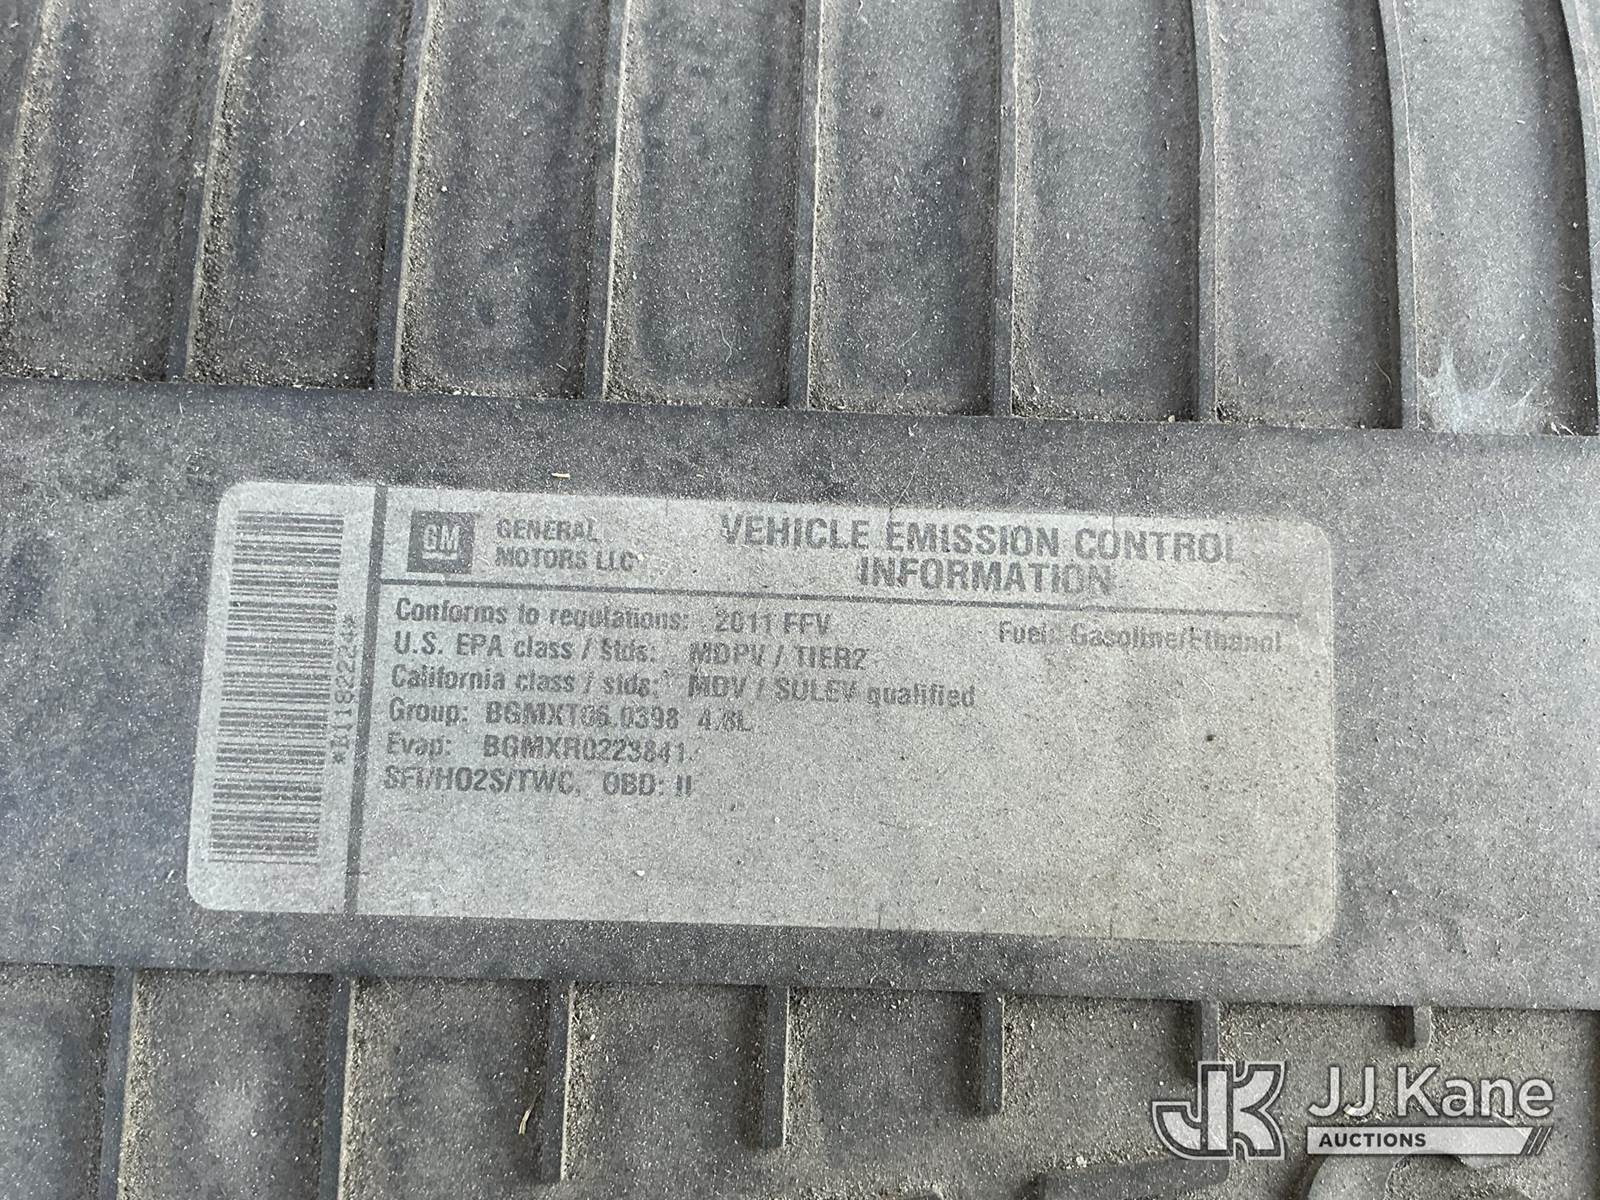 GM
GENERAL
MOTORS LLC
VEHICLE EMISSION CONTROL
INFORMATION
Conforms to regulations: 2011 FFV
Fuel: Gasoline/Ethanol
U.S. EPA class / Stds: MDPV / TIER2
California class / stds: MDV / SULEV qualified
Group: BGMXT06.0398 4.8L
Evap: BGMXR0223841
SFI/HO2S/TWC, OBD: II
JK
JJ Kane
AUCTIONS